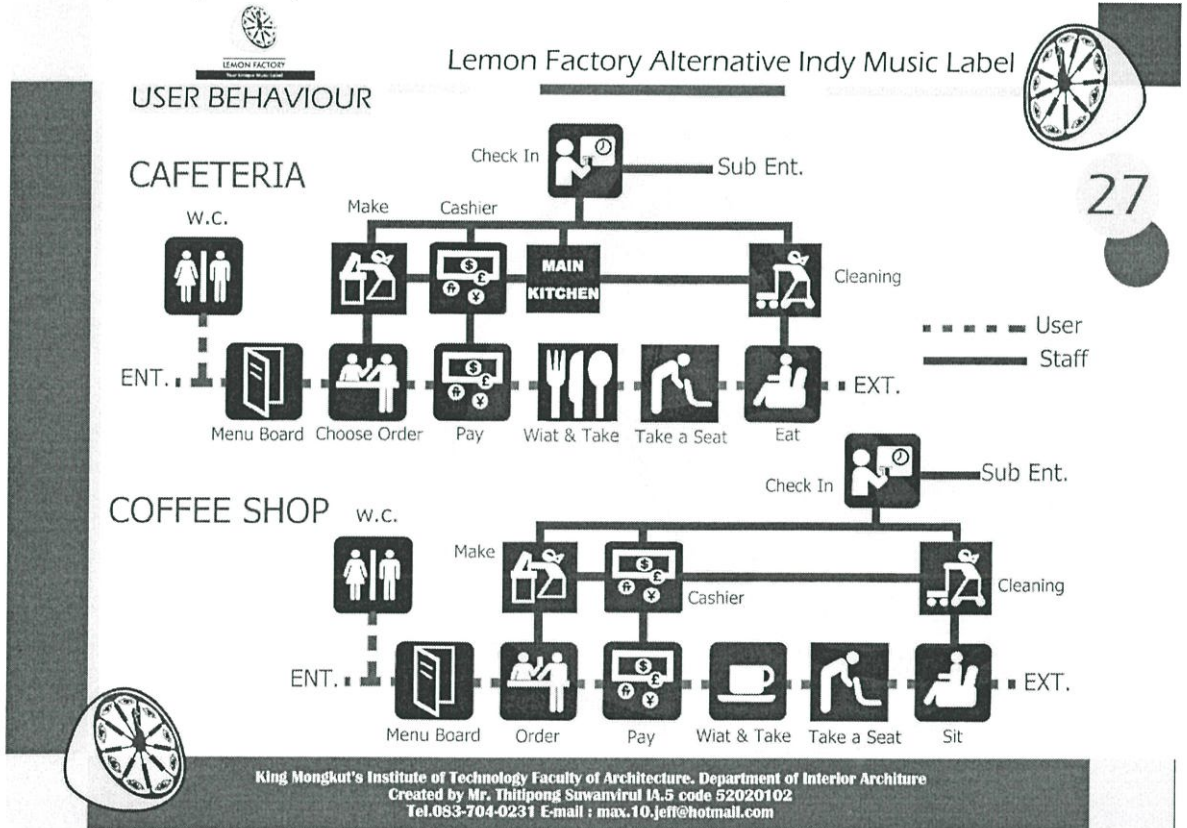 LEMON FACTORY
Your Unique Music Label
Lemon Factory Alternative Indy Music Label
USER BEHAVIOUR
27
CAFETERIA
Check In
Sub Ent.
W.C.
Make
Cashier
MAIN
KITCHEN
Cleaning
User
Staff
ENT.
EXT.
Menu Board
Choose Order
Pay
Wiat & Take
Take a Seat
Eat
COFFEE SHOP
Check In
Sub Ent.
W.C.
Make
Cashier
Cleaning
ENT.
EXT.
Menu Board
Order
Pay
Wiat & Take
Take a Seat
Sit
King Mongkut's Institute of Technology Faculty of Architecture. Department of Interior Architure
Created by Mr. Thitipong Suwanvirul IA.5 code 52020102
Tel.083-704-0231 E-mail : max.10.jeff@hotmail.com